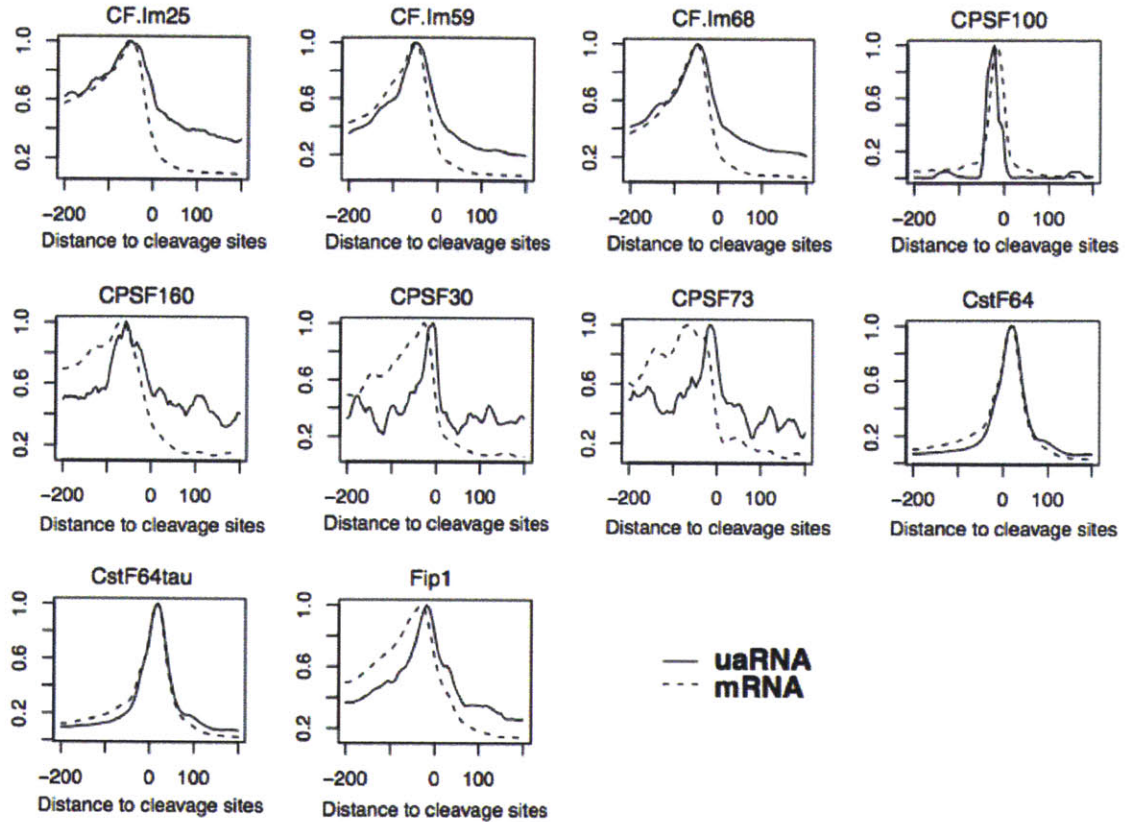 CF.Im25 CF.Im59 CF.Im68 CPSF100
0.2 0.6 1.0 0.2 0.6 1.0 0.2 0.6 1.0 0.2 0.6 1.0
−200 0 100 −200 0 100 −200 0 100 −200 0 100
Distance to cleavage sites Distance to cleavage sites Distance to cleavage sites Distance to cleavage sites
CPSF160 CPSF30 CPSF73 CstF64
0.2 0.6 1.0 0.2 0.6 1.0 0.2 0.6 1.0 0.2 0.6 1.0
−200 0 100 −200 0 100 −200 0 100 −200 0 100
Distance to cleavage sites Distance to cleavage sites Distance to cleavage sites Distance to cleavage sites
CstF64tau Fip1
0.2 0.6 1.0 0.2 0.6 1.0
uaRNA
mRNA
−200 0 100 −200 0 100
Distance to cleavage sites Distance to cleavage sites